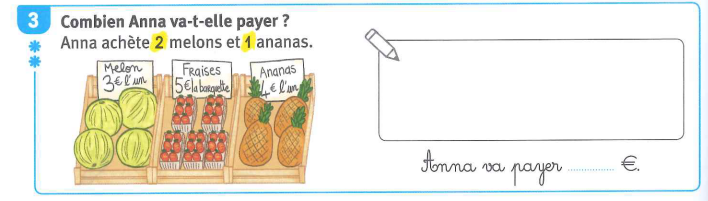 3 Combien Anna va-t-elle payer ?
** Anna achète 2 melons et 1 ananas.
Melon
3€ l'un
Fraises
5€ la barquette
Ananas
4€ l'un
Anna va payer ............ €.